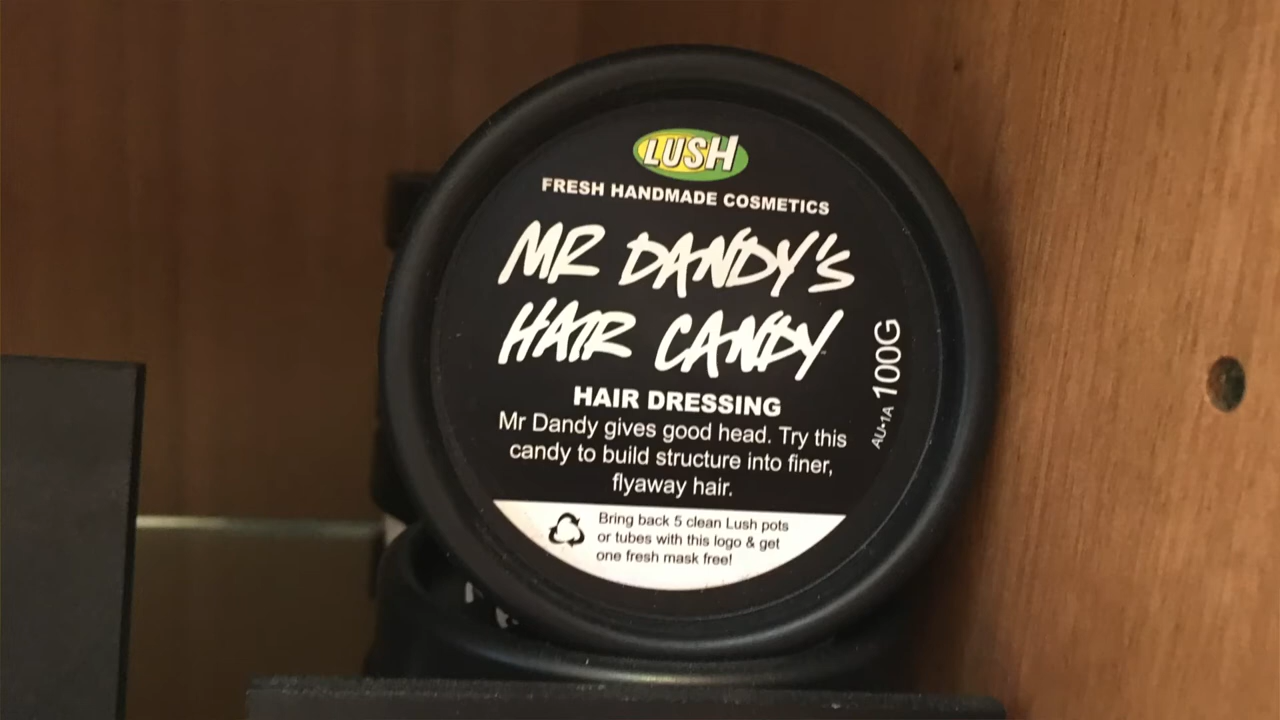 LUSH
FRESH HANDMADE COSMETICS
MR DANDY'S
HAIR CANDY
HAIR DRESSING
Mr Dandy gives good head. Try this
candy to build structure into finer,
flyaway hair.
Bring back 5 clean Lush pots
or tubes with this logo & get
one fresh mask free!
AU•1A 100G